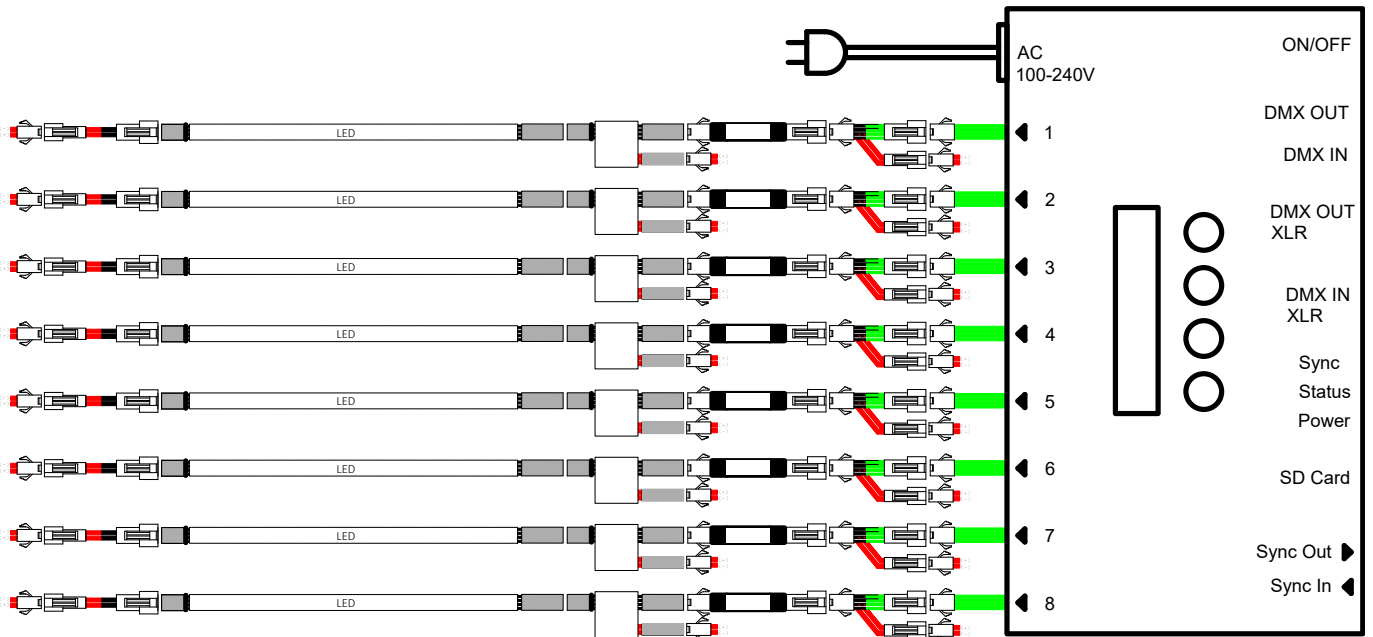 AC
100-240V
ON/OFF
DMX OUT
DMX IN
DMX OUT
XLR
DMX IN
XLR
Sync
Status
Power
SD Card
Sync Out
Sync In
LED 1
LED 2
LED 3
LED 4
LED 5
LED 6
LED 7
LED 8